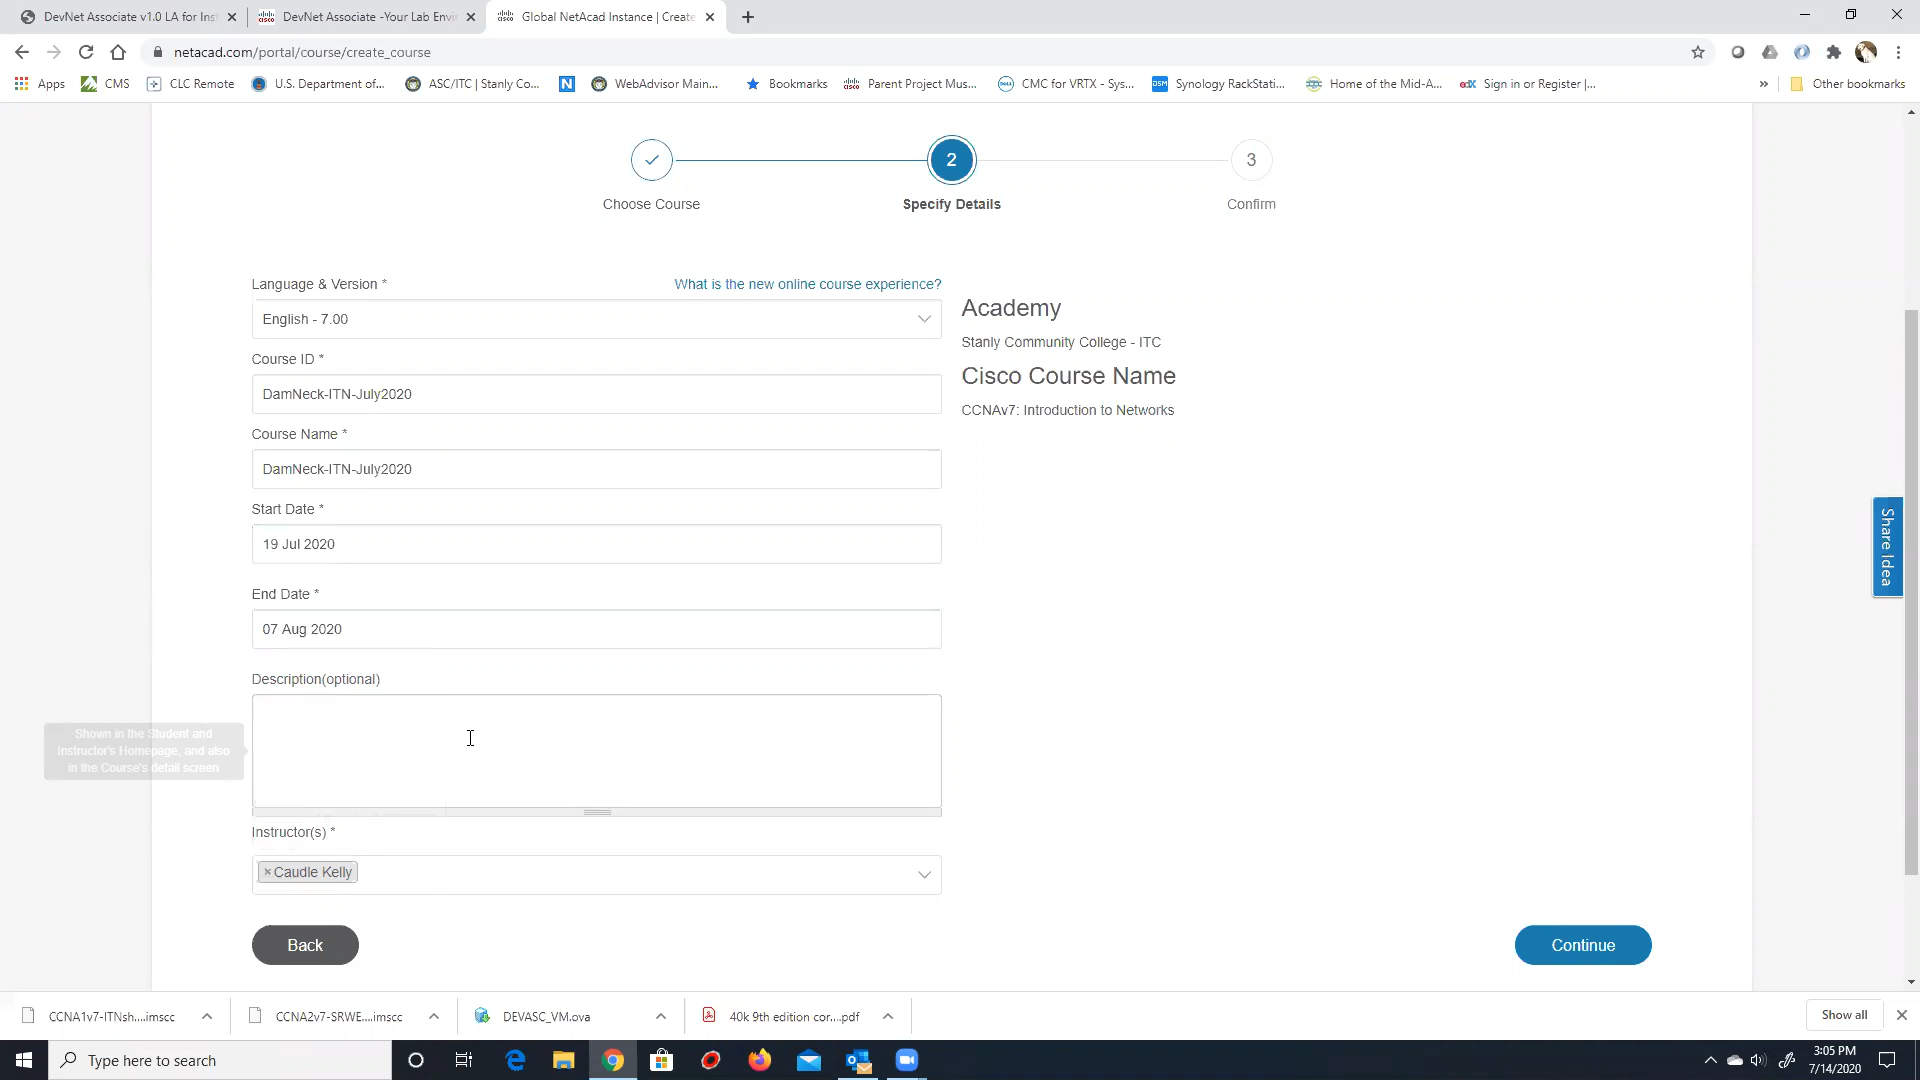 DevNet Associate v1.0 LA for Inst
DevNet Associate -Your Lab Envir
Global NetAcad Instance | Create
netacad.com/portal/course/create_course
Apps
CMS
CLC Remote
U.S. Department of...
ASC/ITC | Stanly Co...
WebAdvisor Main...
Bookmarks
Parent Project Mus...
CMC for VRTX - Sys...
Synology RackStati...
Home of the Mid-A...
Sign in or Register |...
»
Other bookmarks
2
3
Choose Course
Specify Details
Confirm
Language & Version *
What is the new online course experience?
English - 7.00
Course ID *
DamNeck-ITN-July2020
Course Name *
DamNeck-ITN-July2020
Start Date *
19 Jul 2020
End Date *
07 Aug 2020
Description(optional)
Shown in the Student and
Instructor's Homepage, and also
in the Course's detail screen
Instructor(s) *
× Caudle Kelly
Back
Continue
Academy
Stanly Community College - ITC
Cisco Course Name
CCNAv7: Introduction to Networks
Share Idea
CCNA1v7-ITNsh....imscc
CCNA2v7-SRWE....imscc
DEVASC_VM.ova
40k 9th edition cor....pdf
Show all
Type here to search
3:05 PM
7/14/2020